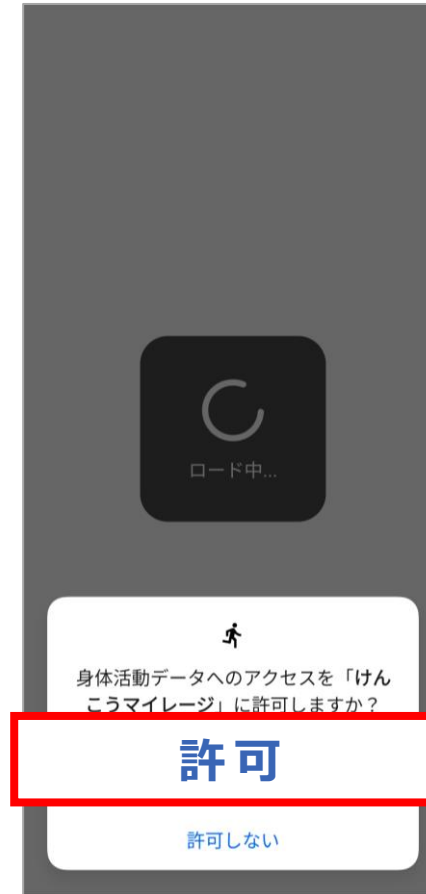 ロード中...
身体活動データへのアクセスを「けん
こうマイレージ」に許可しますか？
許可
許可しない